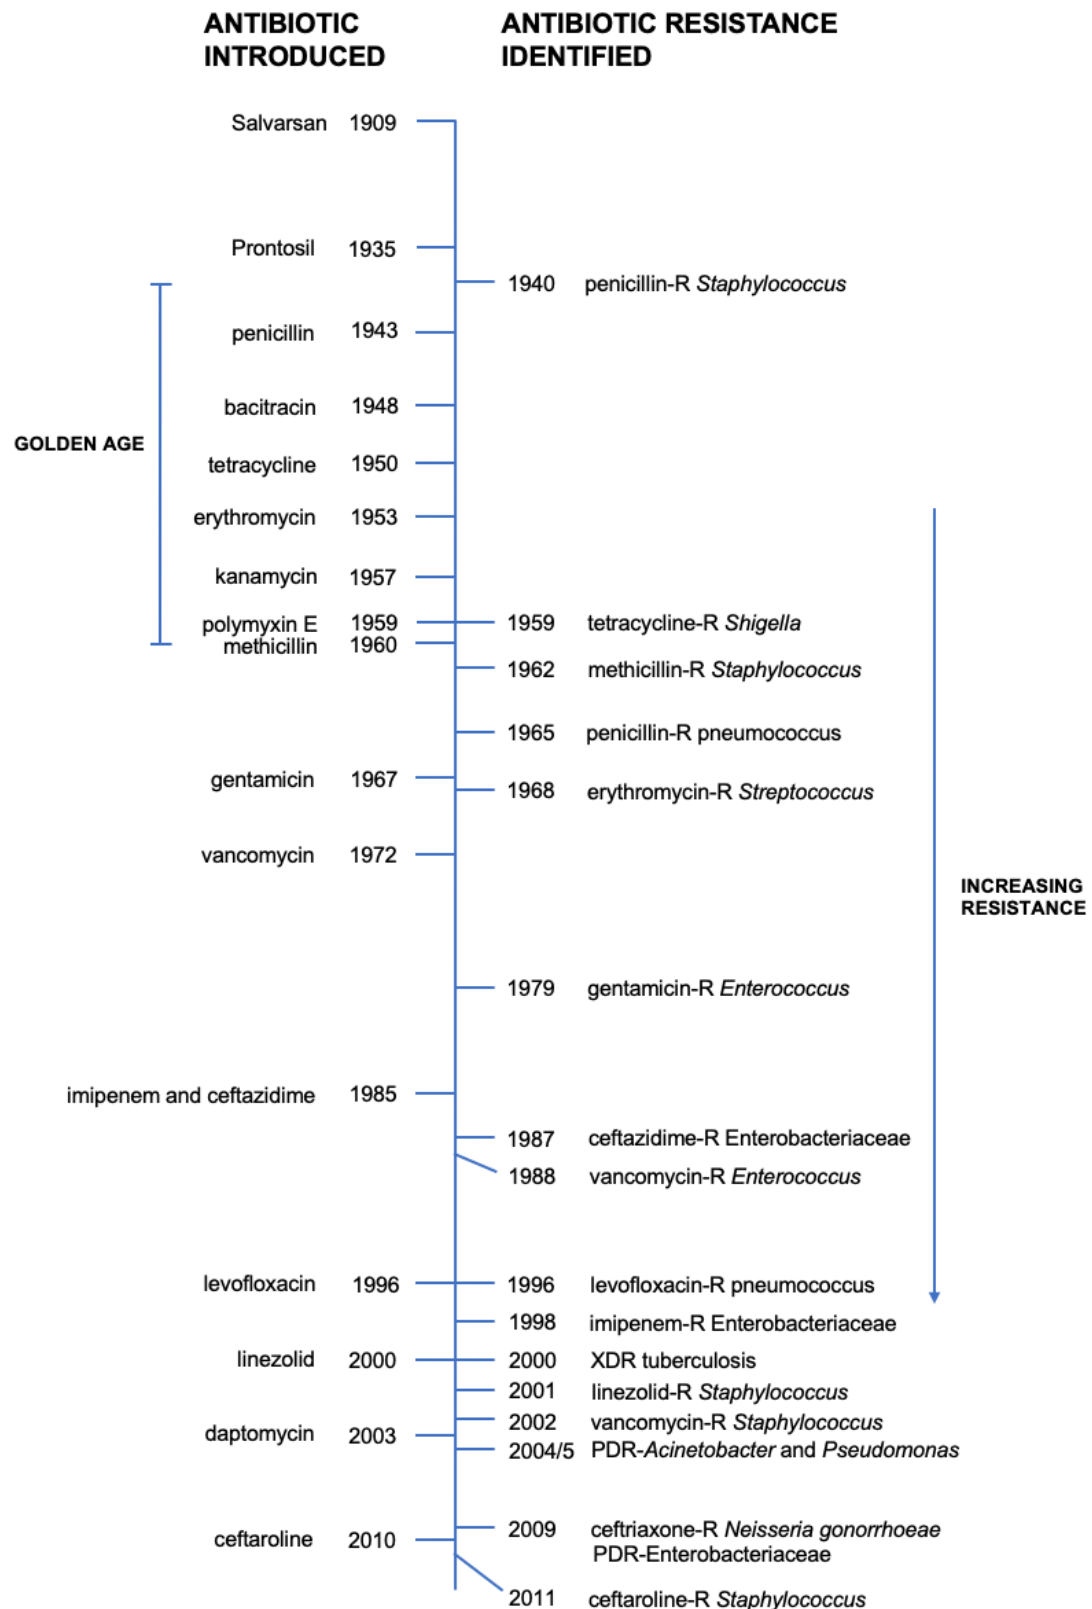 ANTIBIOTIC
INTRODUCED
ANTIBIOTIC RESISTANCE
IDENTIFIED
Salvarsan 1909
Prontosil 1935
1940 penicillin-R Staphylococcus
penicillin 1943
bacitracin 1948
GOLDEN AGE
tetracycline 1950
erythromycin 1953
kanamycin 1957
polymyxin E 1959
1959 tetracycline-R Shigella
methicillin 1960
1962 methicillin-R Staphylococcus
1965 penicillin-R pneumococcus
gentamicin 1967
1968 erythromycin-R Streptococcus
vancomycin 1972
INCREASING
RESISTANCE
1979 gentamicin-R Enterococcus
imipenem and ceftazidime 1985
1987 ceftazidime-R Enterobacteriaceae
1988 vancomycin-R Enterococcus
levofloxacin 1996
1996 levofloxacin-R pneumococcus
1998 imipenem-R Enterobacteriaceae
linezolid 2000
2000 XDR tuberculosis
2001 linezolid-R Staphylococcus
2002 vancomycin-R Staphylococcus
daptomycin 2003
2004/5 PDR-Acinetobacter and Pseudomonas
2009 ceftriaxone-R Neisseria gonorrhoeae
ceftaroline 2010
PDR-Enterobacteriaceae
2011 ceftaroline-R Staphylococcus